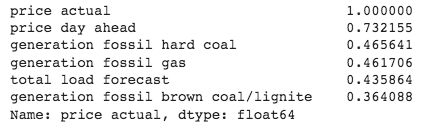 price actual 1.000000
price day ahead 0.732155
generation fossil hard coal 0.465641
generation fossil gas 0.461706
total load forecast 0.435864
generation fossil brown coal/lignite 0.364088
Name: price actual, dtype: float64